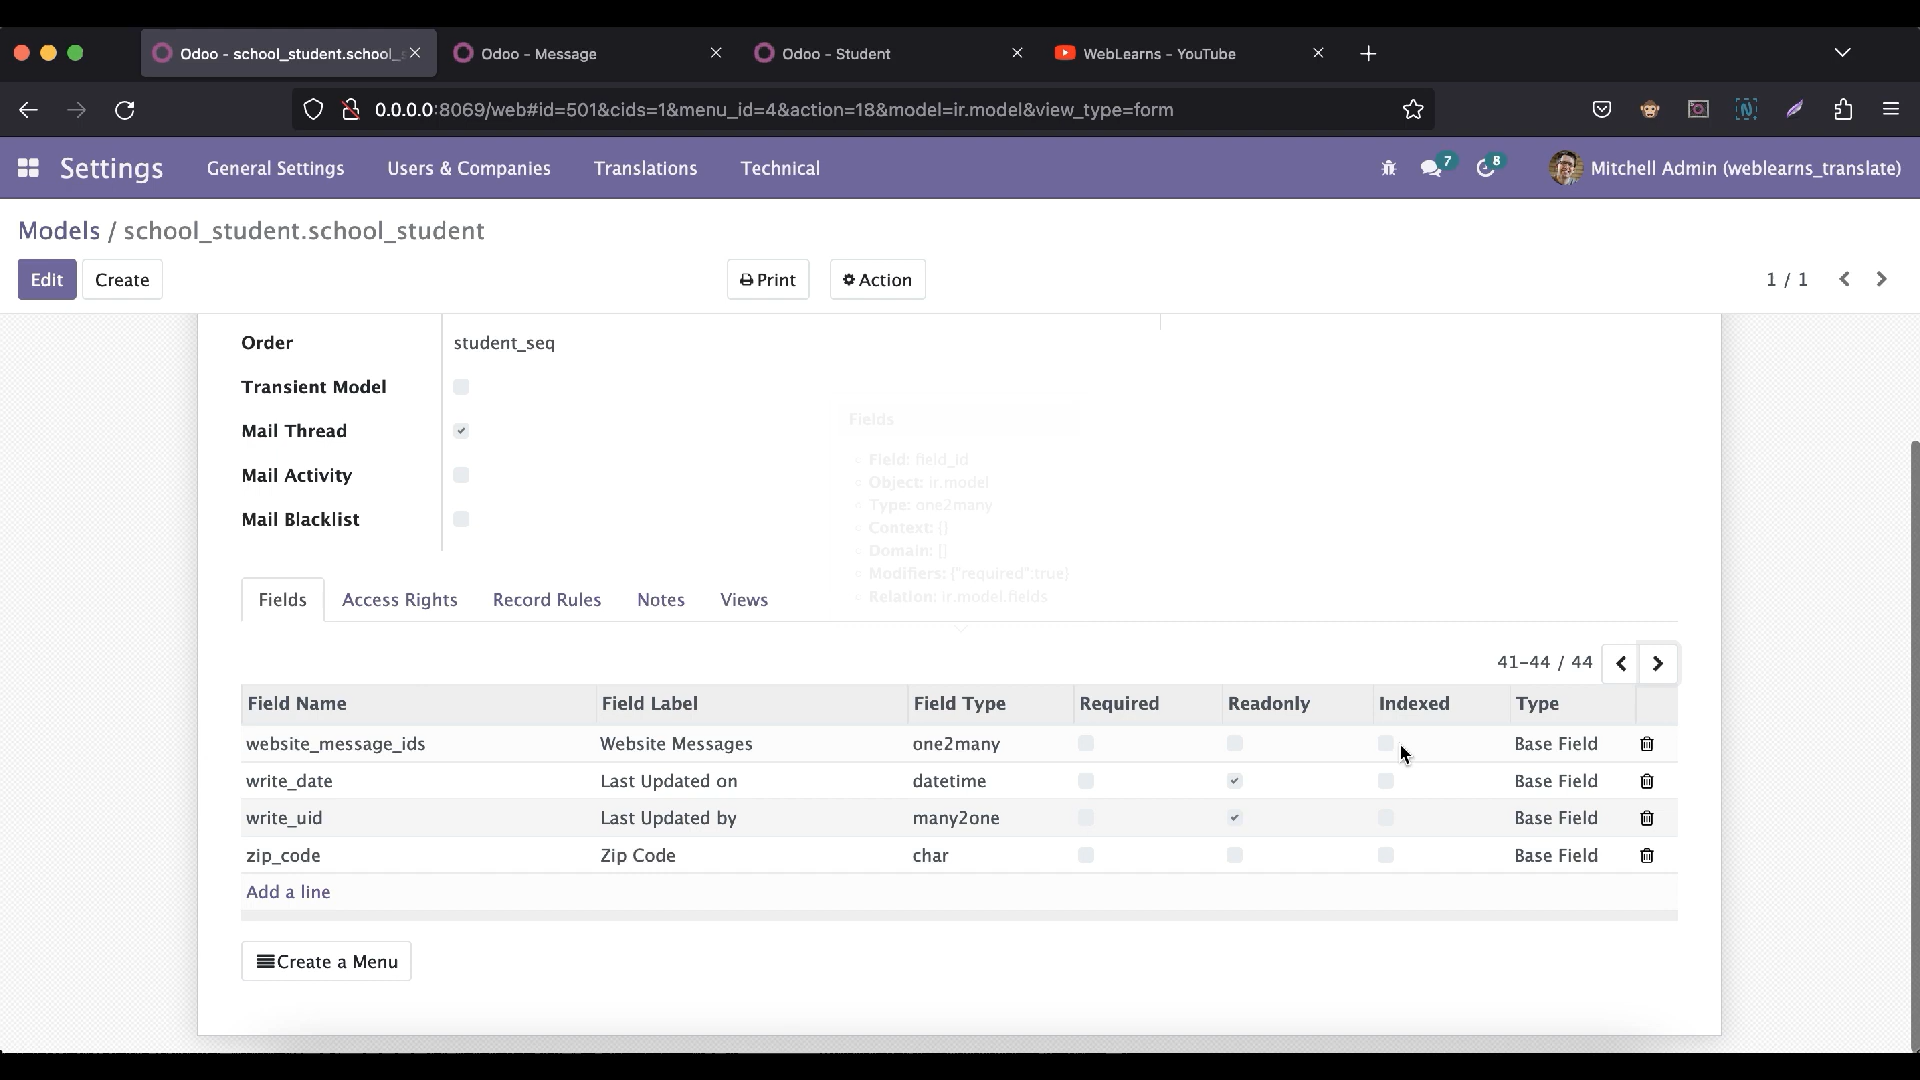 Odoo - school_student.school_
Odoo - Message
Odoo - Student
WebLearns - YouTube
0.0.0.0:8069/web#id=501&cids=1&menu_id=4&action=18&model=ir.model&view_type=form
Settings General Settings Users & Companies Translations Technical 7 8 Mitchell Admin (weblearns_translate)
Models / school_student.school_student
Edit Create Print Action 1 / 1
Order student_seq
Transient Model
Mail Thread
Mail Activity
Mail Blacklist
Fields
Field: field_id
Object: ir.model
Type: one2many
Context: {}
Domain: []
Modifiers: {"required":true}
Relation: ir.model.fields
Fields Access Rights Record Rules Notes Views
41-44 / 44
Field Name Field Label Field Type Required Readonly Indexed Type
website_message_ids Website Messages one2many Base Field
write_date Last Updated on datetime Base Field
write_uid Last Updated by many2one Base Field
zip_code Zip Code char Base Field
Add a line
Create a Menu